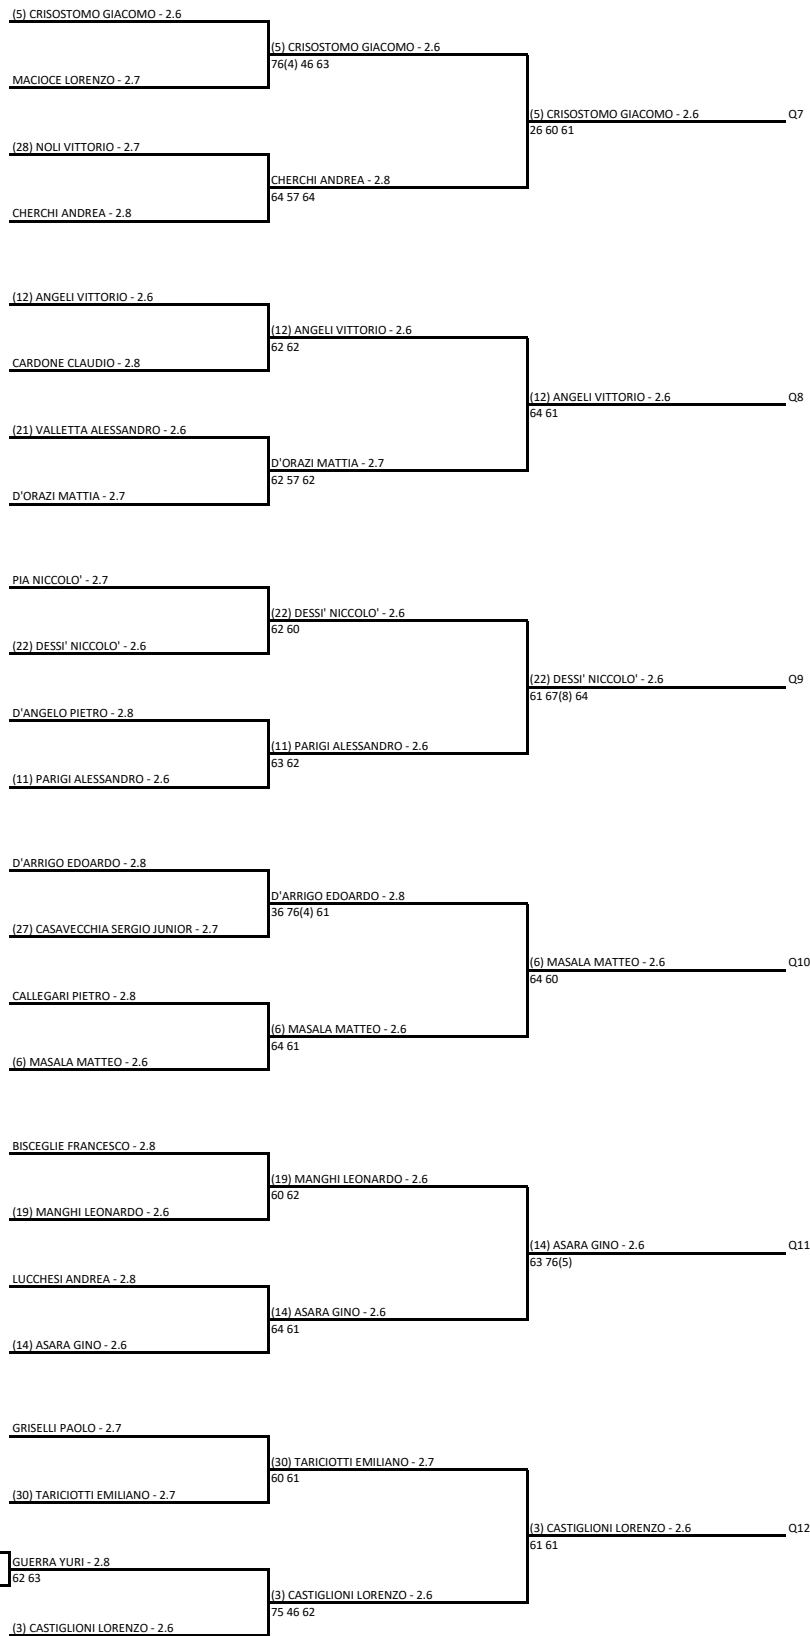 (5) CRISOSTOMO GIACOMO - 2.6
(5) CRISOSTOMO GIACOMO - 2.6
76(4) 46 63
MACIOCE LORENZO - 2.7
(5) CRISOSTOMO GIACOMO - 2.6 Q7
26 60 61
(28) NOLI VITTORIO - 2.7
CHERCHI ANDREA - 2.8
64 57 64
CHERCHI ANDREA - 2.8
(12) ANGELI VITTORIO - 2.6
(12) ANGELI VITTORIO - 2.6
62 62
CARDONE CLAUDIO - 2.8
(12) ANGELI VITTORIO - 2.6 Q8
64 61
(21) VALLETTA ALESSANDRO - 2.6
D'ORAZI MATTIA - 2.7
62 57 62
D'ORAZI MATTIA - 2.7
PIA NICCOLO' - 2.7
(22) DESSI' NICCOLO' - 2.6
62 60
(22) DESSI' NICCOLO' - 2.6
(22) DESSI' NICCOLO' - 2.6 Q9
61 67(8) 64
D'ANGELO PIETRO - 2.8
(11) PARIGI ALESSANDRO - 2.6
63 62
(11) PARIGI ALESSANDRO - 2.6
D'ARRIGO EDOARDO - 2.8
D'ARRIGO EDOARDO - 2.8
36 76(4) 61
(27) CASAVECCHIA SERGIO JUNIOR - 2.7
(6) MASALA MATTEO - 2.6 Q10
64 60
CALLEGARI PIETRO - 2.8
(6) MASALA MATTEO - 2.6
64 61
(6) MASALA MATTEO - 2.6
BISCEGLIE FRANCESCO - 2.8
(19) MANGHI LEONARDO - 2.6
60 62
(19) MANGHI LEONARDO - 2.6
(14) ASARA GINO - 2.6 Q11
63 76(5)
LUCCHESI ANDREA - 2.8
(14) ASARA GINO - 2.6
64 61
(14) ASARA GINO - 2.6
GRISELLI PAOLO - 2.7
(30) TARICIOTTI EMILIANO - 2.7
60 61
(30) TARICIOTTI EMILIANO - 2.7
(3) CASTIGLIONI LORENZO - 2.6 Q12
61 61
GUERRA YURI - 2.8
62 63
(3) CASTIGLIONI LORENZO - 2.6
75 46 62
(3) CASTIGLIONI LORENZO - 2.6